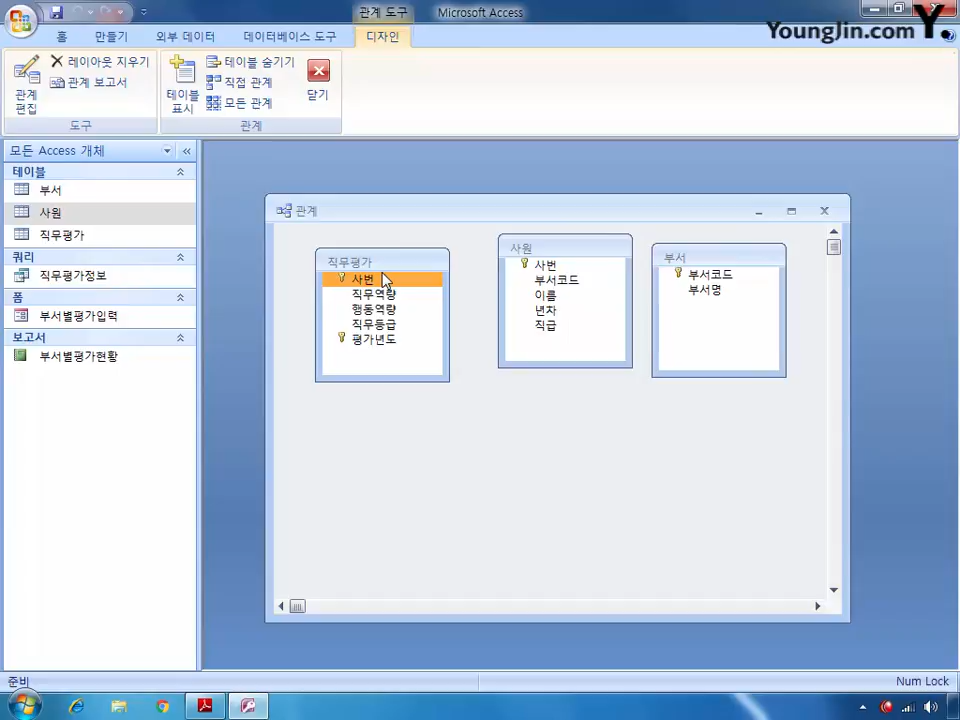 관계 도구
Microsoft Access
YoungJin.com Y.
홈
만들기
외부 데이터
데이터베이스 도구
디자인
관계
편집
레이아웃 지우기
관계 보고서
도구
테이블
표시
테이블 숨기기
직접 관계
모든 관계
닫기
관계
모든 Access 개체
테이블
부서
사원
직무평가
쿼리
직무평가정보
폼
부서별평가입력
보고서
부서별평가현황
관계
직무평가
사번
직무역량
행동역량
직무등급
평가년도
사원
사번
부서코드
이름
년차
직급
부서
부서코드
부서명
준비
Num Lock